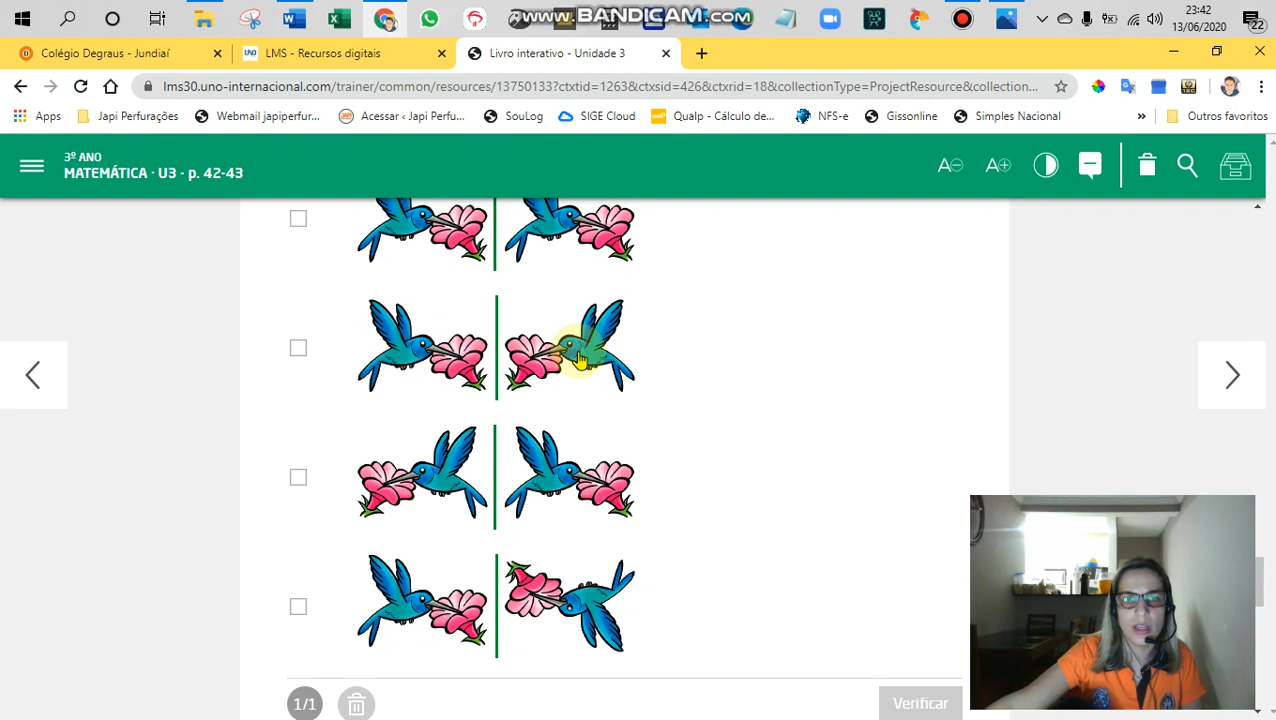 www.BANDICAM.com
23:42
13/06/2020
22
Colégio Degraus - Jundiaí
UNO
LMS - Recursos digitais
Livro interativo - Unidade 3
lms30.uno-internacional.com/trainer/common/resources/13750133?ctxtid=1263&ctxsid=426&ctxrid=18&collectionType=ProjectResource&collection...
Apps
Japi Perfurações
Webmail japiperfur...
Acessar ‹ Japi Perfu...
SouLog
SIGE Cloud
Qualp - Cálculo de...
NFS-e
Gissonline
Simples Nacional
»
Outros favoritos
3º ANO
MATEMÁTICA · U3 - p. 42-43
A
A
1/1
Verificar